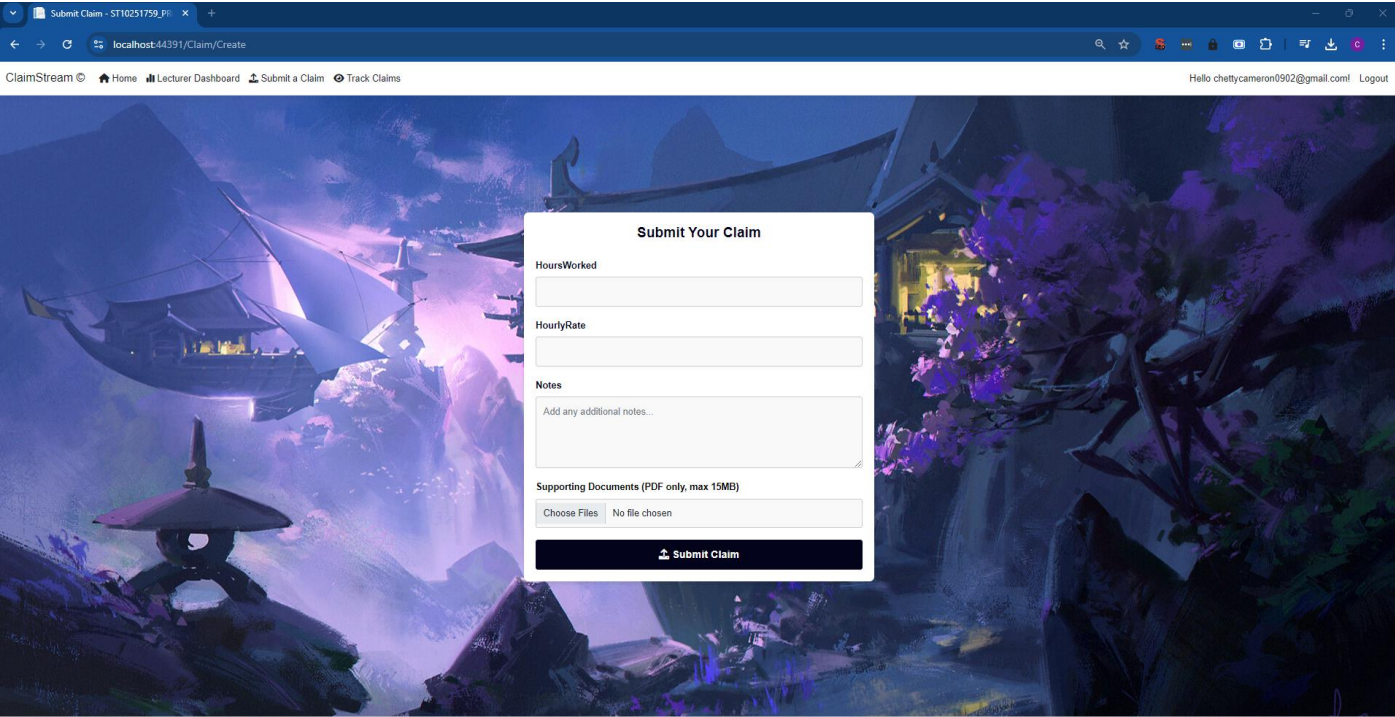 Submit Claim - ST10251759_PR
localhost:44391/Claim/Create
ClaimStream © Home Lecturer Dashboard Submit a Claim Track Claims Hello chettycameron0902@gmail.com! Logout
Submit Your Claim
HoursWorked
HourlyRate
Notes
Add any additional notes...
Supporting Documents (PDF only, max 15MB)
Choose Files No file chosen
Submit Claim